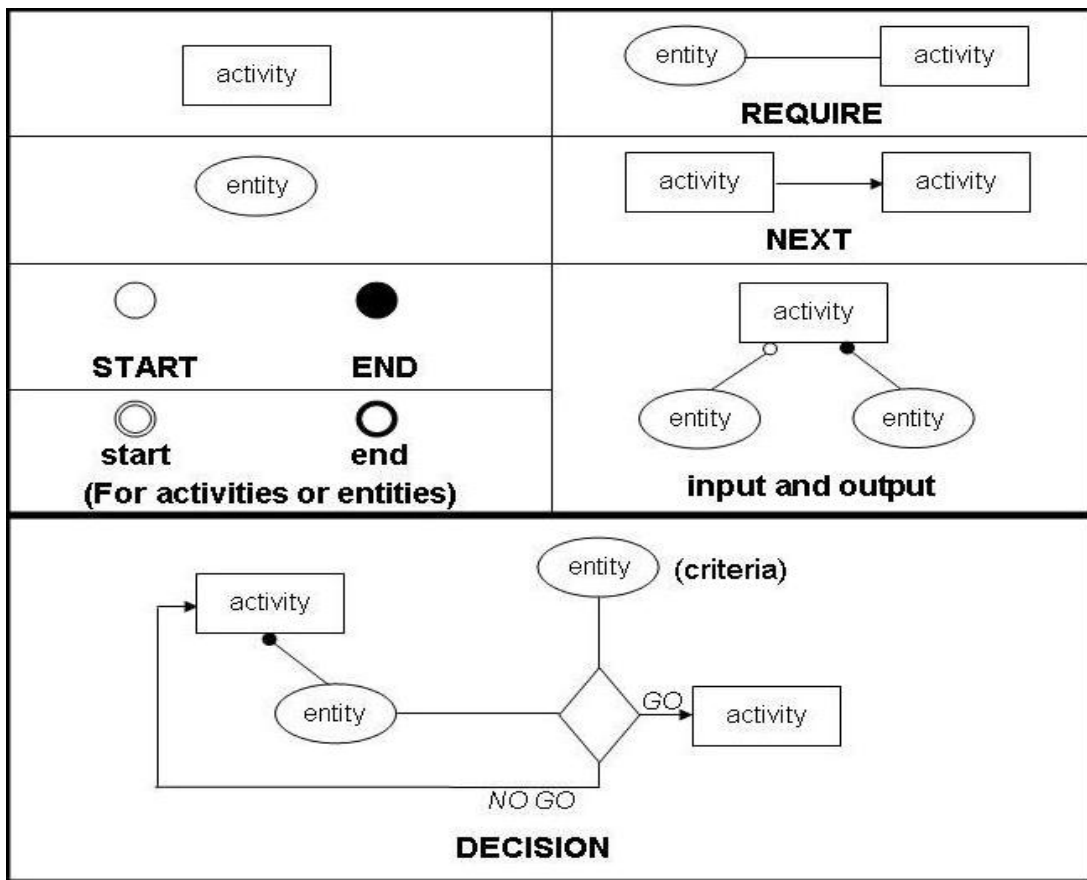 activity
entity
activity
REQUIRE
entity
activity
activity
NEXT
START
END
activity
entity
entity
input and output
start
end
(For activities or entities)
entity
(criteria)
activity
entity
GO
activity
NO GO
DECISION